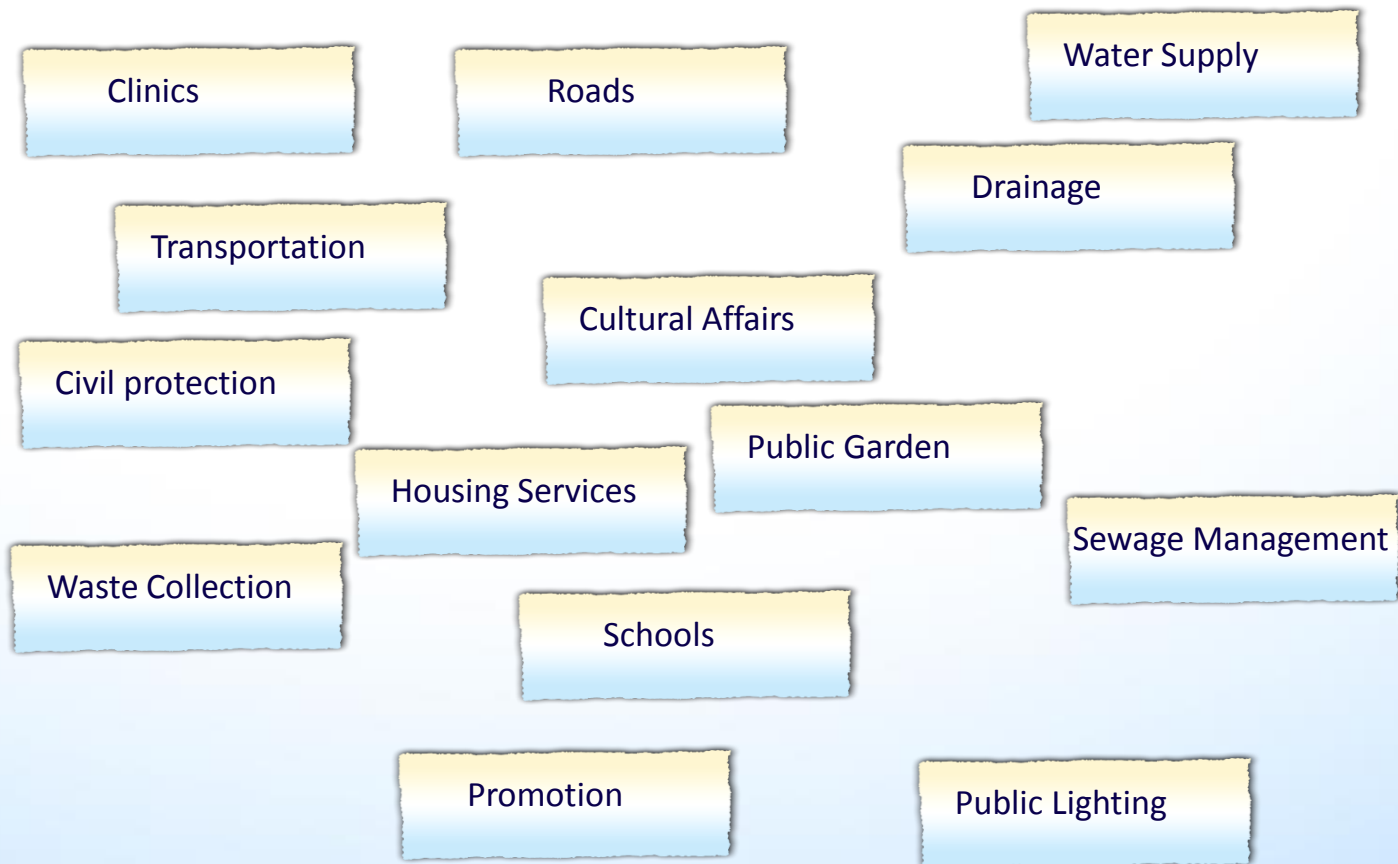 Water Supply
Clinics
Roads
Drainage
Transportation
Cultural Affairs
Civil protection
Public Garden
Housing Services
Sewage Management
Waste Collection
Schools
Promotion
Public Lighting